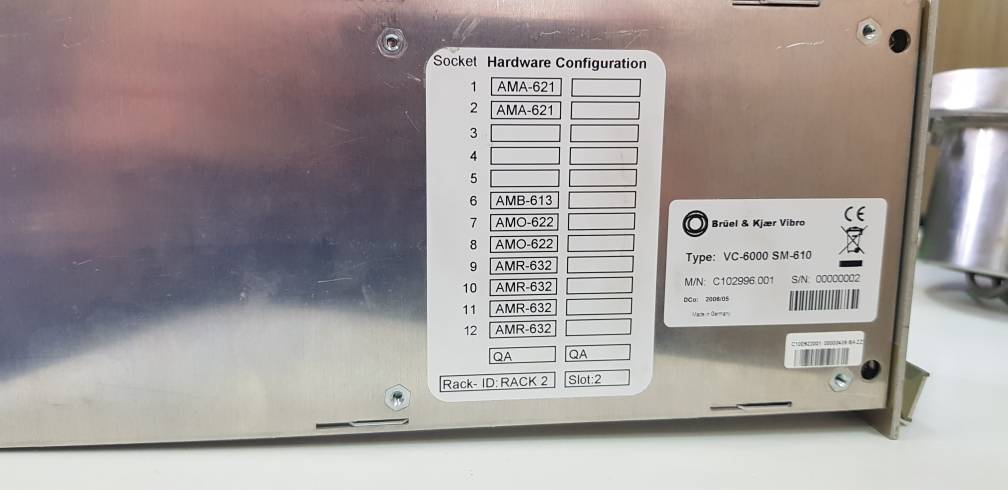 Socket Hardware Configuration
1 AMA-621
2 AMA-621
3
4
5
6 AMB-613
7 AMO-622
8 AMO-622
9 AMR-632
10 AMR-632
11 AMR-632
12 AMR-632
QA QA
Rack- ID: RACK 2 Slot:2
Brüel & Kjær Vibro
CE
Type: VC-6000 SM-610
M/N: C102996.001 S/N: 00000002
DCo: 2006/05
Made in Germany